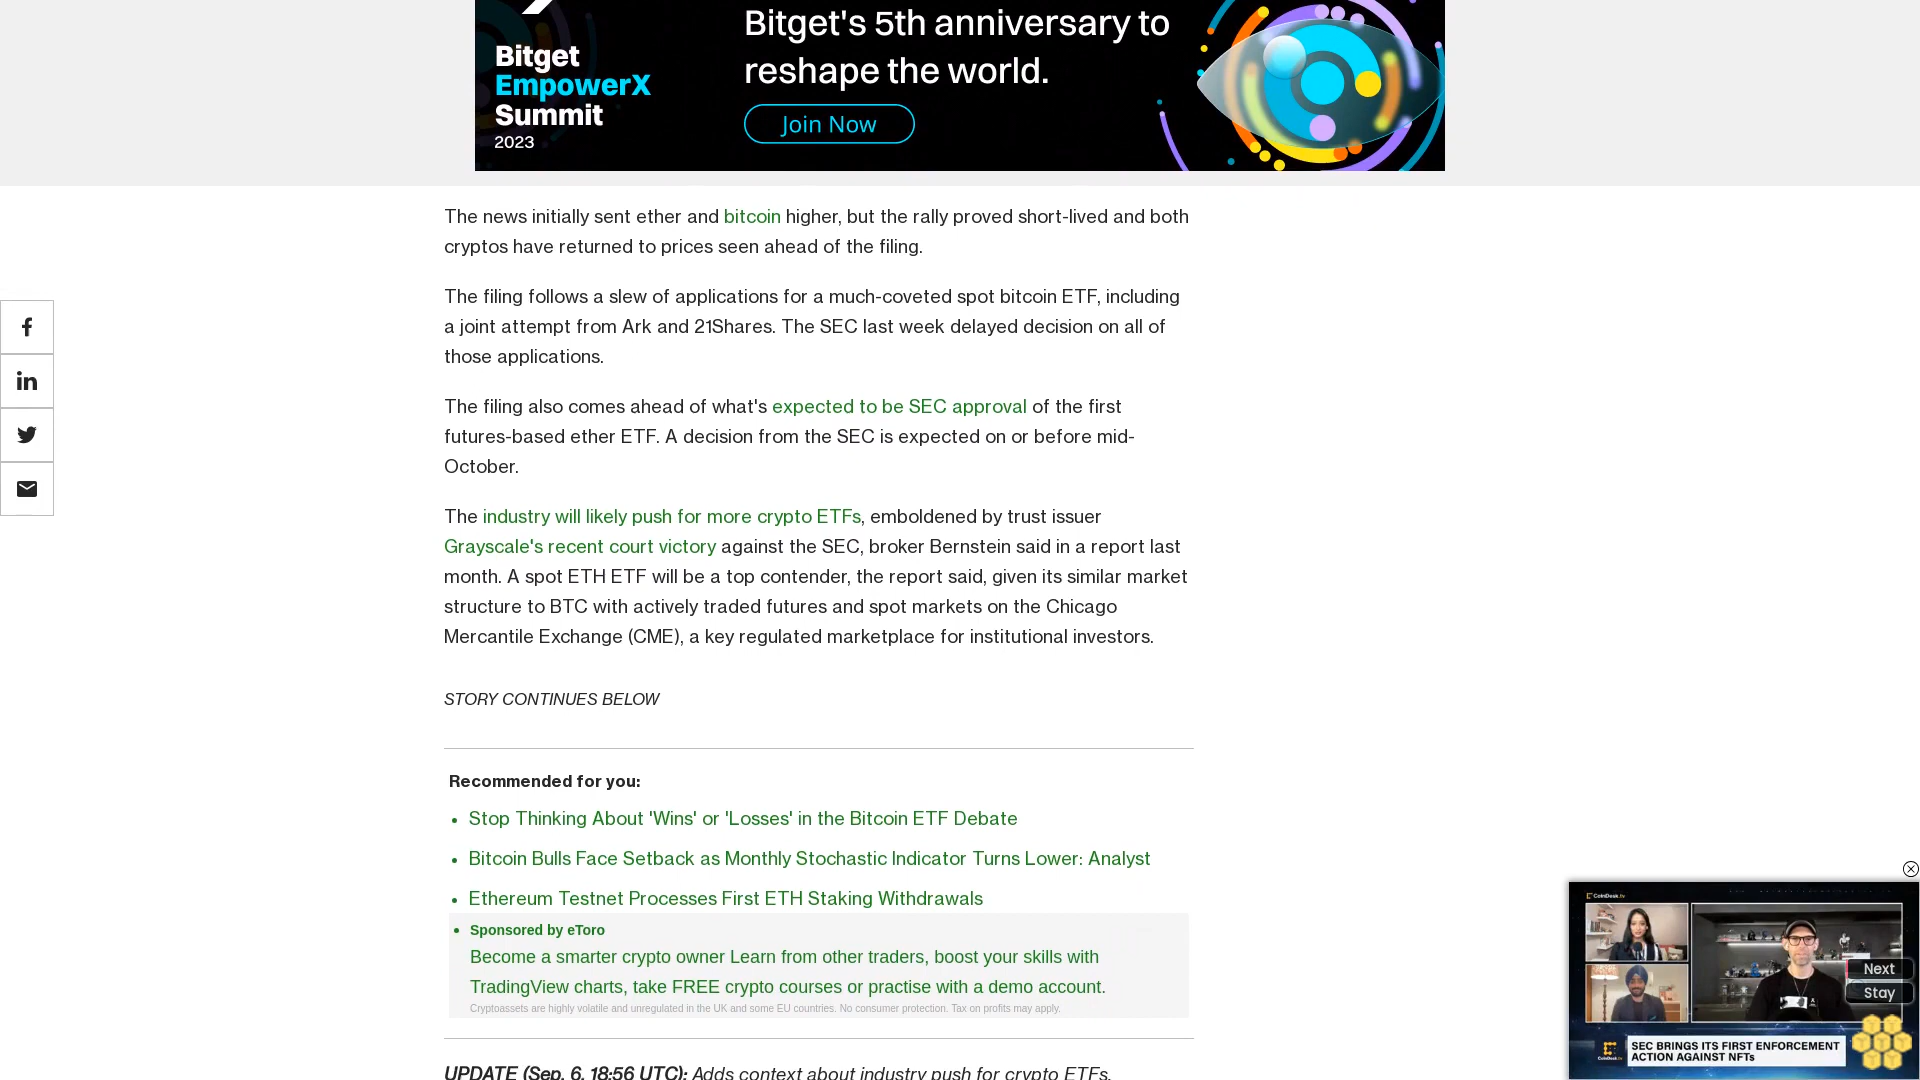 Bitget's 5th anniversary to
reshape the world.
Bitget
EmpowerX
Summit
2023
Join Now
The news initially sent ether and bitcoin higher, but the rally proved short-lived and both
cryptos have returned to prices seen ahead of the filing.
The filing follows a slew of applications for a much-coveted spot bitcoin ETF, including
a joint attempt from Ark and 21Shares. The SEC last week delayed decision on all of
those applications.
The filing also comes ahead of what's expected to be SEC approval of the first
futures-based ether ETF. A decision from the SEC is expected on or before mid-
October.
The industry will likely push for more crypto ETFs, emboldened by trust issuer
Grayscale's recent court victory against the SEC, broker Bernstein said in a report last
month. A spot ETH ETF will be a top contender, the report said, given its similar market
structure to BTC with actively traded futures and spot markets on the Chicago
Mercantile Exchange (CME), a key regulated marketplace for institutional investors.
STORY CONTINUES BELOW
Recommended for you:
• Stop Thinking About 'Wins' or 'Losses' in the Bitcoin ETF Debate
• Bitcoin Bulls Face Setback as Monthly Stochastic Indicator Turns Lower: Analyst
• Ethereum Testnet Processes First ETH Staking Withdrawals
• Sponsored by eToro
Become a smarter crypto owner Learn from other traders, boost your skills with
TradingView charts, take FREE crypto courses or practise with a demo account.
Cryptoassets are highly volatile and unregulated in the UK and some EU countries. No consumer protection. Tax on profits may apply.
UPDATE (Sep. 6, 18:56 UTC): Adds context about industry push for crypto ETFs.
CoinDesk.tv
Next
Stay
CoinDesk.tv
SEC BRINGS ITS FIRST ENFORCEMENT
ACTION AGAINST NFTs